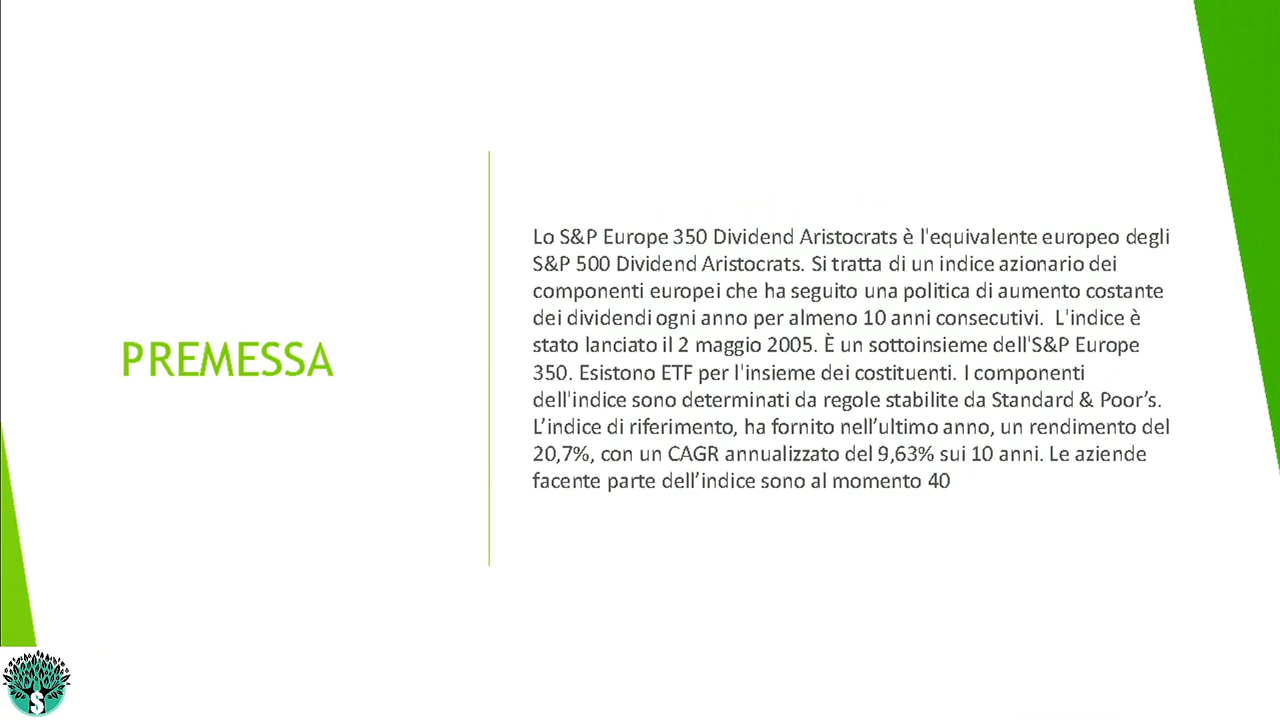 PREMESSA
Lo S&P Europe 350 Dividend Aristocrats è l'equivalente europeo degli
S&P 500 Dividend Aristocrats. Si tratta di un indice azionario dei
componenti europei che ha seguito una politica di aumento costante
dei dividendi ogni anno per almeno 10 anni consecutivi.  L'indice è
stato lanciato il 2 maggio 2005. È un sottoinsieme dell'S&P Europe
350. Esistono ETF per l'insieme dei costituenti. I componenti
dell'indice sono determinati da regole stabilite da Standard & Poor’s.
L’indice di riferimento, ha fornito nell’ultimo anno, un rendimento del
20,7%, con un CAGR annualizzato del 9,63% sui 10 anni. Le aziende
facente parte dell’indice sono al momento 40
$